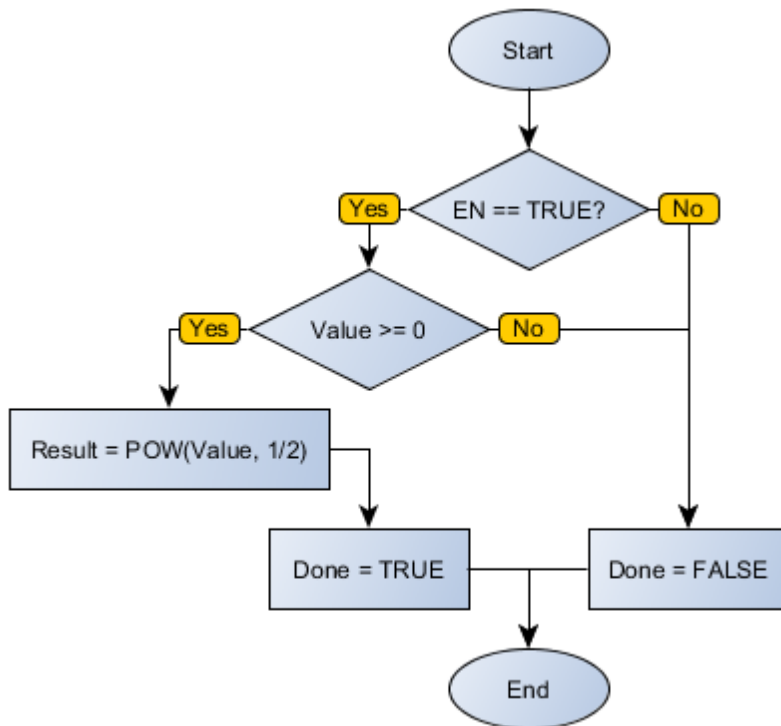 Start
EN == TRUE?
Yes
No
Value >= 0
Yes
No
Result = POW(Value, 1/2)
Done = TRUE
Done = FALSE
End